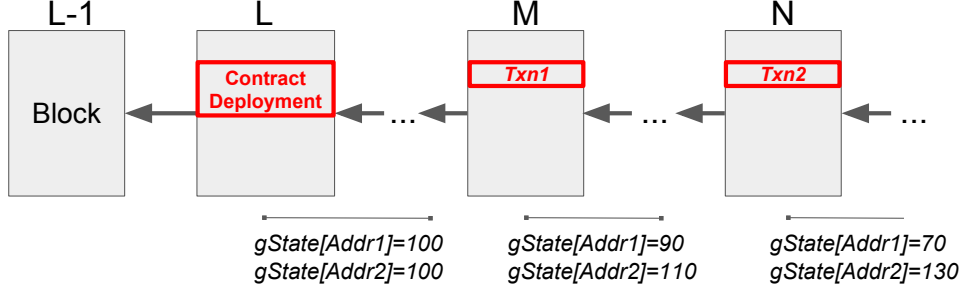 L-1 L M N
Block
Contract
Deployment
...
Txn1
...
Txn2
...
gState[Addr1]=100
gState[Addr2]=100
gState[Addr1]=90
gState[Addr2]=110
gState[Addr1]=70
gState[Addr2]=130